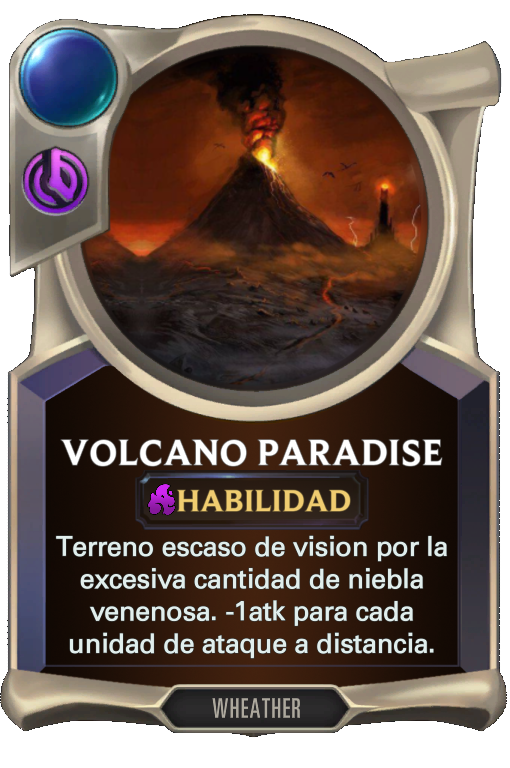 VOLCANO PARADISE
HABILIDAD
Terreno escaso de vision por la
excesiva cantidad de niebla
venenosa. -1atk para cada
unidad de ataque a distancia.
WHEATHER